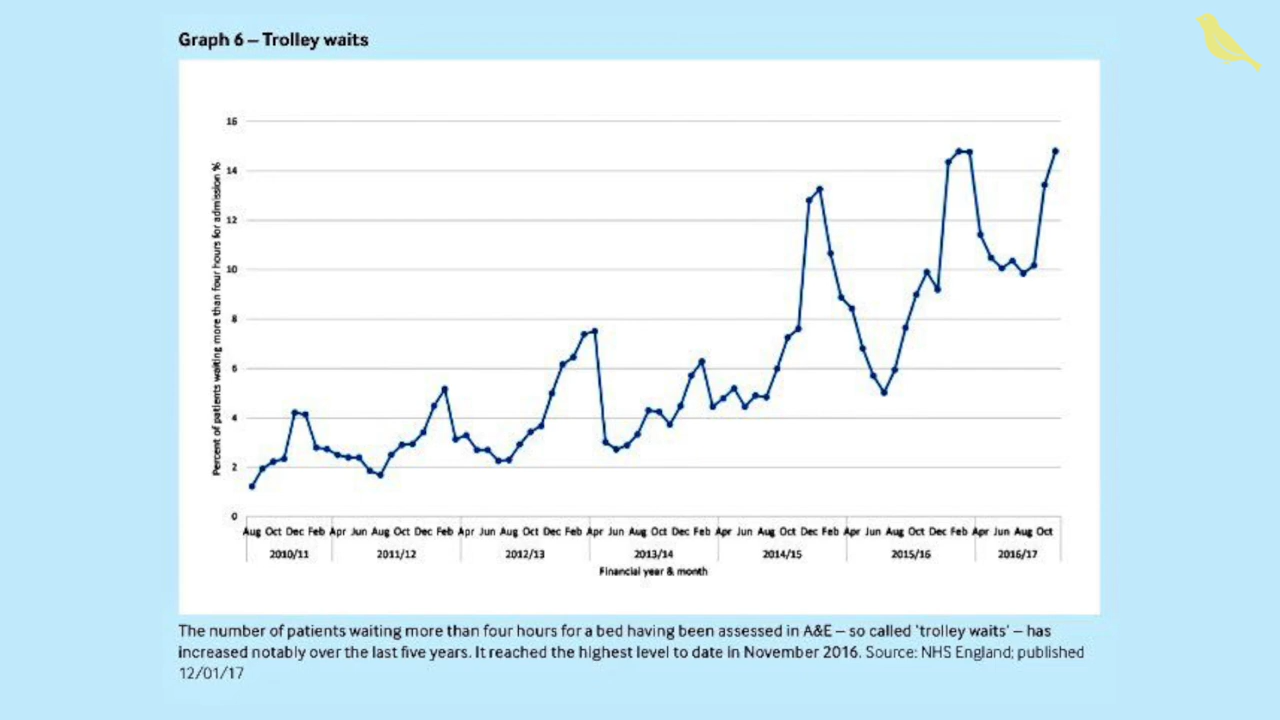 Graph 6 – Trolley waits
16
14
12
10
8
6
4
2
0
Percent of patients waiting more than four hours for admission %
Aug Oct Dec Feb Apr Jun Aug Oct Dec Feb Apr Jun Aug Oct Dec Feb Apr Jun Aug Oct Dec Feb Apr Jun Aug Oct Dec Feb Apr Jun Aug Oct Dec Feb Apr Jun Aug Oct
2010/11 2011/12 2012/13 2013/14 2014/15 2015/16 2016/17
Financial year & month
The number of patients waiting more than four hours for a bed having been assessed in A&E – so called 'trolley waits' – has
increased notably over the last five years. It reached the highest level to date in November 2016. Source: NHS England; published
12/01/17